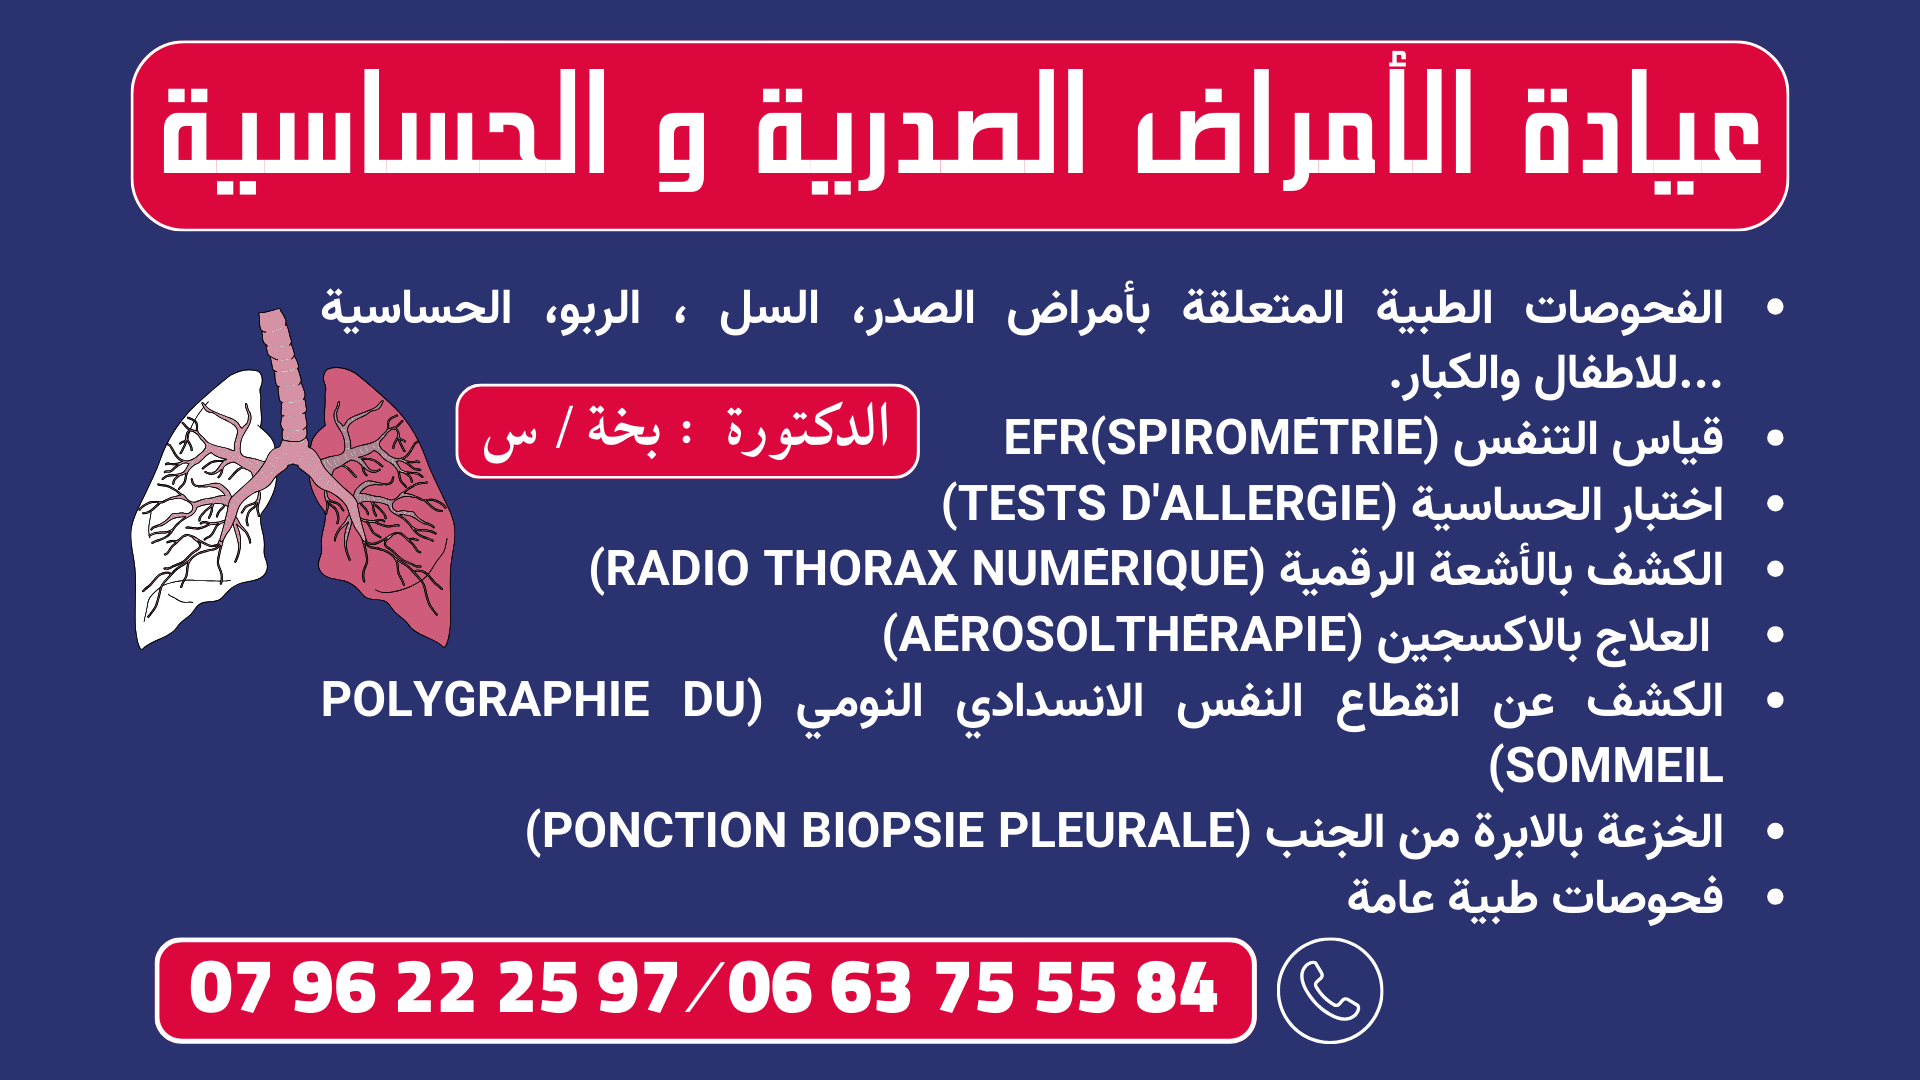 عيادة الأمراض الصدرية و الحساسية
الفحوصات الطبية المتعلقة بأمراض الصدر، السل ، الربو، الحساسية
...للاطفال والكبار.
الدكتورة : بخة / س
قياس التنفس EFR(SPIROMÉTRIE)
اختبار الحساسية (TESTS D'ALLERGIE)
الكشف بالأشعة الرقمية (RADIO THORAX NUMÉRIQUE)
العلاج بالاكسجين (AÉROSOLTHÉRAPIE)
الكشف عن انقطاع النفس الانسدادي النومي (POLYGRAPHIE DU
SOMMEIL)
الخزعة بالابرة من الجنب (PONCTION BIOPSIE PLEURALE)
فحوصات طبية عامة
07 96 22 25 97/06 63 75 55 84